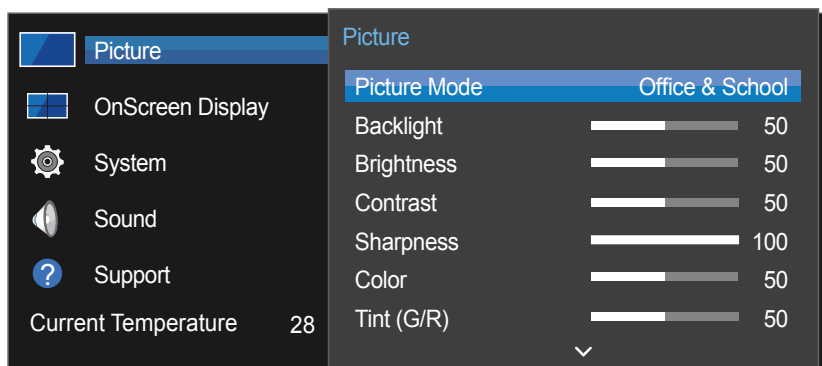 Picture
OnScreen Display
System
Sound
? Support
Current Temperature 28
Picture
Picture Mode Office & School
Backlight 50
Brightness 50
Contrast 50
Sharpness 100
Color 50
Tint (G/R) 50